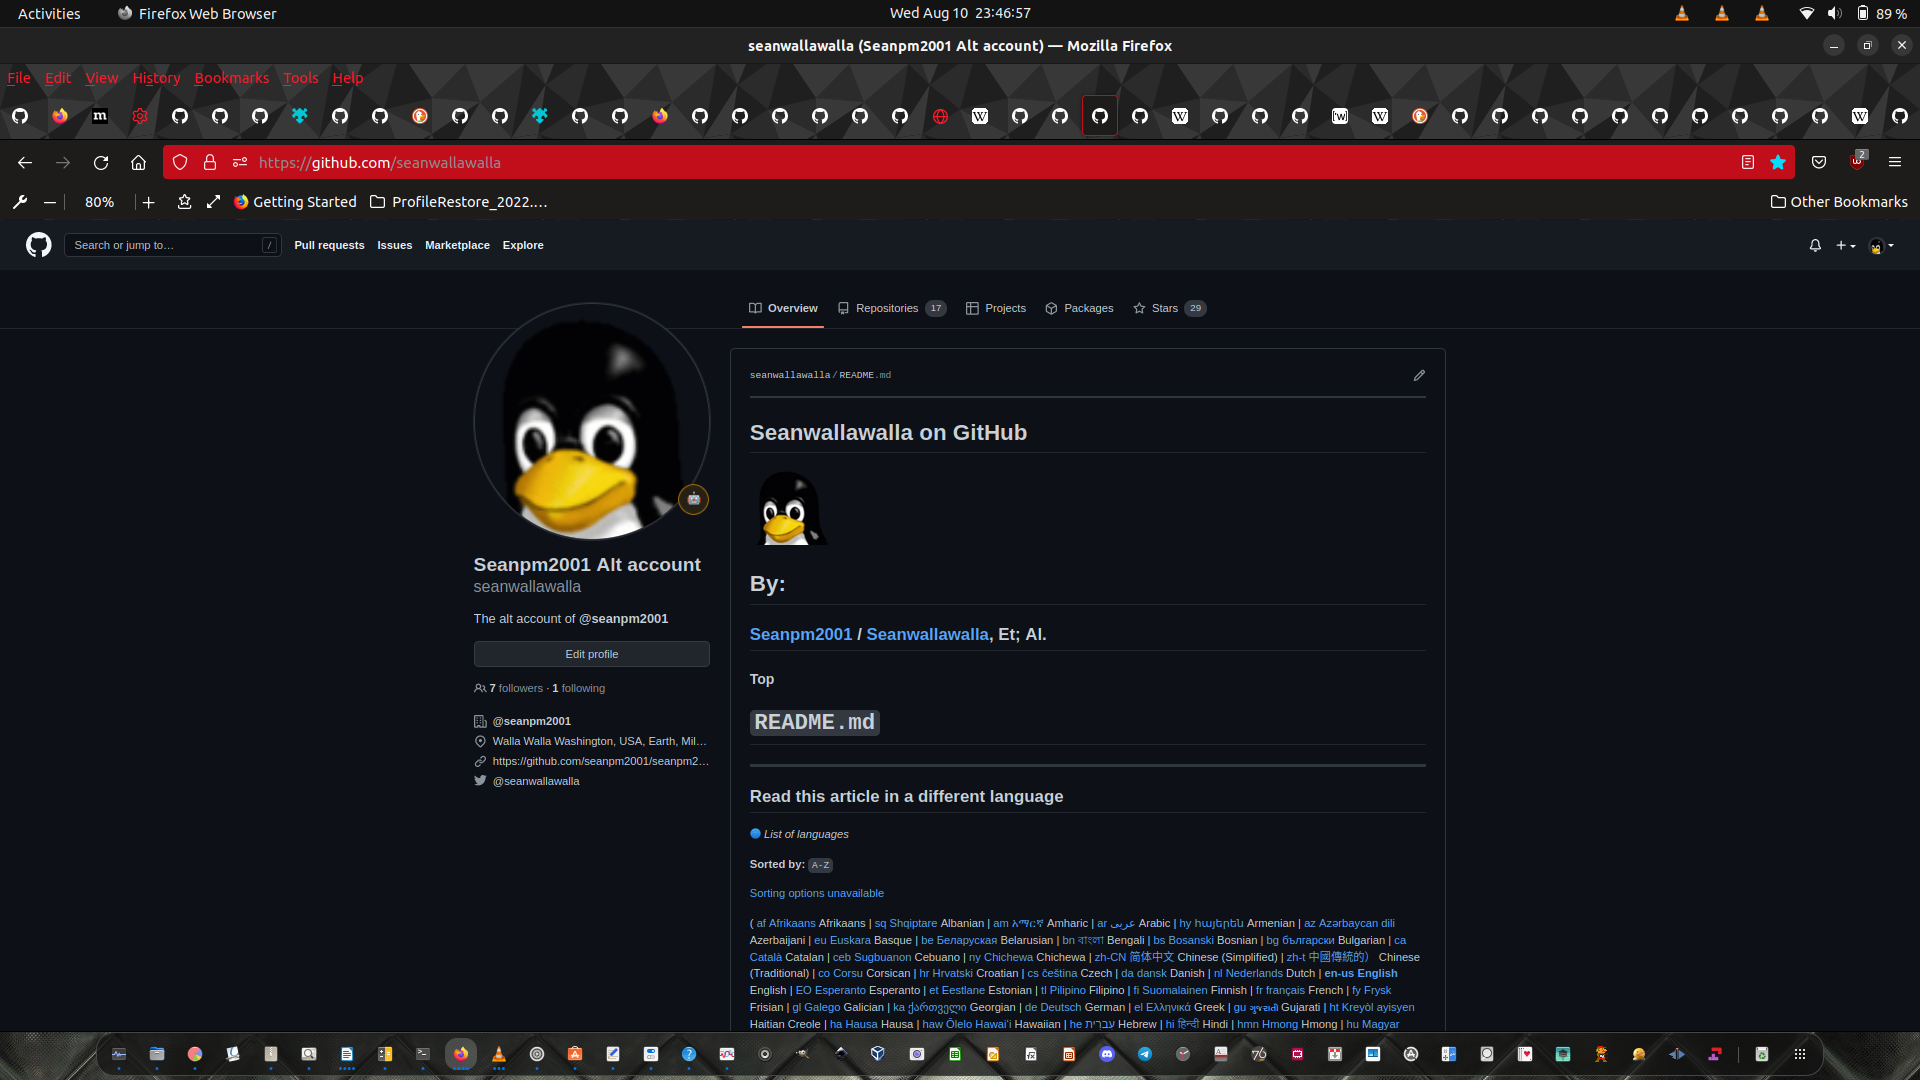 Activities
Firefox Web Browser
Wed Aug 10 23:46:57
89 %
seanwallawalla (Seanpm2001 Alt account) — Mozilla Firefox
File Edit View History Bookmarks Tools Help
https://github.com/seanwallawalla
2
80%
Getting Started
ProfileRestore_2022.…
Other Bookmarks
Search or jump to…
/
Pull requests Issues Marketplace Explore
Overview
Repositories 17
Projects
Packages
Stars 29
seanwallawalla / README.md
Seanwallawalla on GitHub
By:
Seanpm2001 / Seanwallawalla, Et; Al.
Top
README.md
Seanpm2001 Alt account
seanwallawalla
The alt account of @seanpm2001
Edit profile
7 followers · 1 following
@seanpm2001
Walla Walla Washington, USA, Earth, Mil…
https://github.com/seanpm2001/seanpm2…
@seanwallawalla
Read this article in a different language
List of languages
Sorted by: A-Z
Sorting options unavailable
( af Afrikaans Afrikaans | sq Shqiptare Albanian | am አማርኛ Amharic | ar عربى Arabic | hy հայերեն Armenian | az Azərbaycan dili
Azerbaijani | eu Euskara Basque | be Беларуская Belarusian | bn বাংলা Bengali | bs Bosanski Bosnian | bg български Bulgarian | ca
Català Catalan | ceb Sugbuanon Cebuano | ny Chichewa Chichewa | zh-CN 简体中文 Chinese (Simplified) | zh-t 中國傳統的） Chinese
(Traditional) | co Corsu Corsican | hr Hrvatski Croatian | cs čeština Czech | da dansk Danish | nl Nederlands Dutch | en-us English
English | EO Esperanto Esperanto | et Eestlane Estonian | tl Pilipino Filipino | fi Suomalainen Finnish | fr français French | fy Frysk
Frisian | gl Galego Galician | ka ქართველი Georgian | de Deutsch German | el Ελληνικά Greek | gu ગુજરાતી Gujarati | ht Kreyòl ayisyen
Haitian Creole | ha Hausa Hausa | haw Ōlelo Hawaiʻi Hawaiian | he עִברִית Hebrew | hi हिन्दी Hindi | hmn Hmong Hmong | hu Magyar